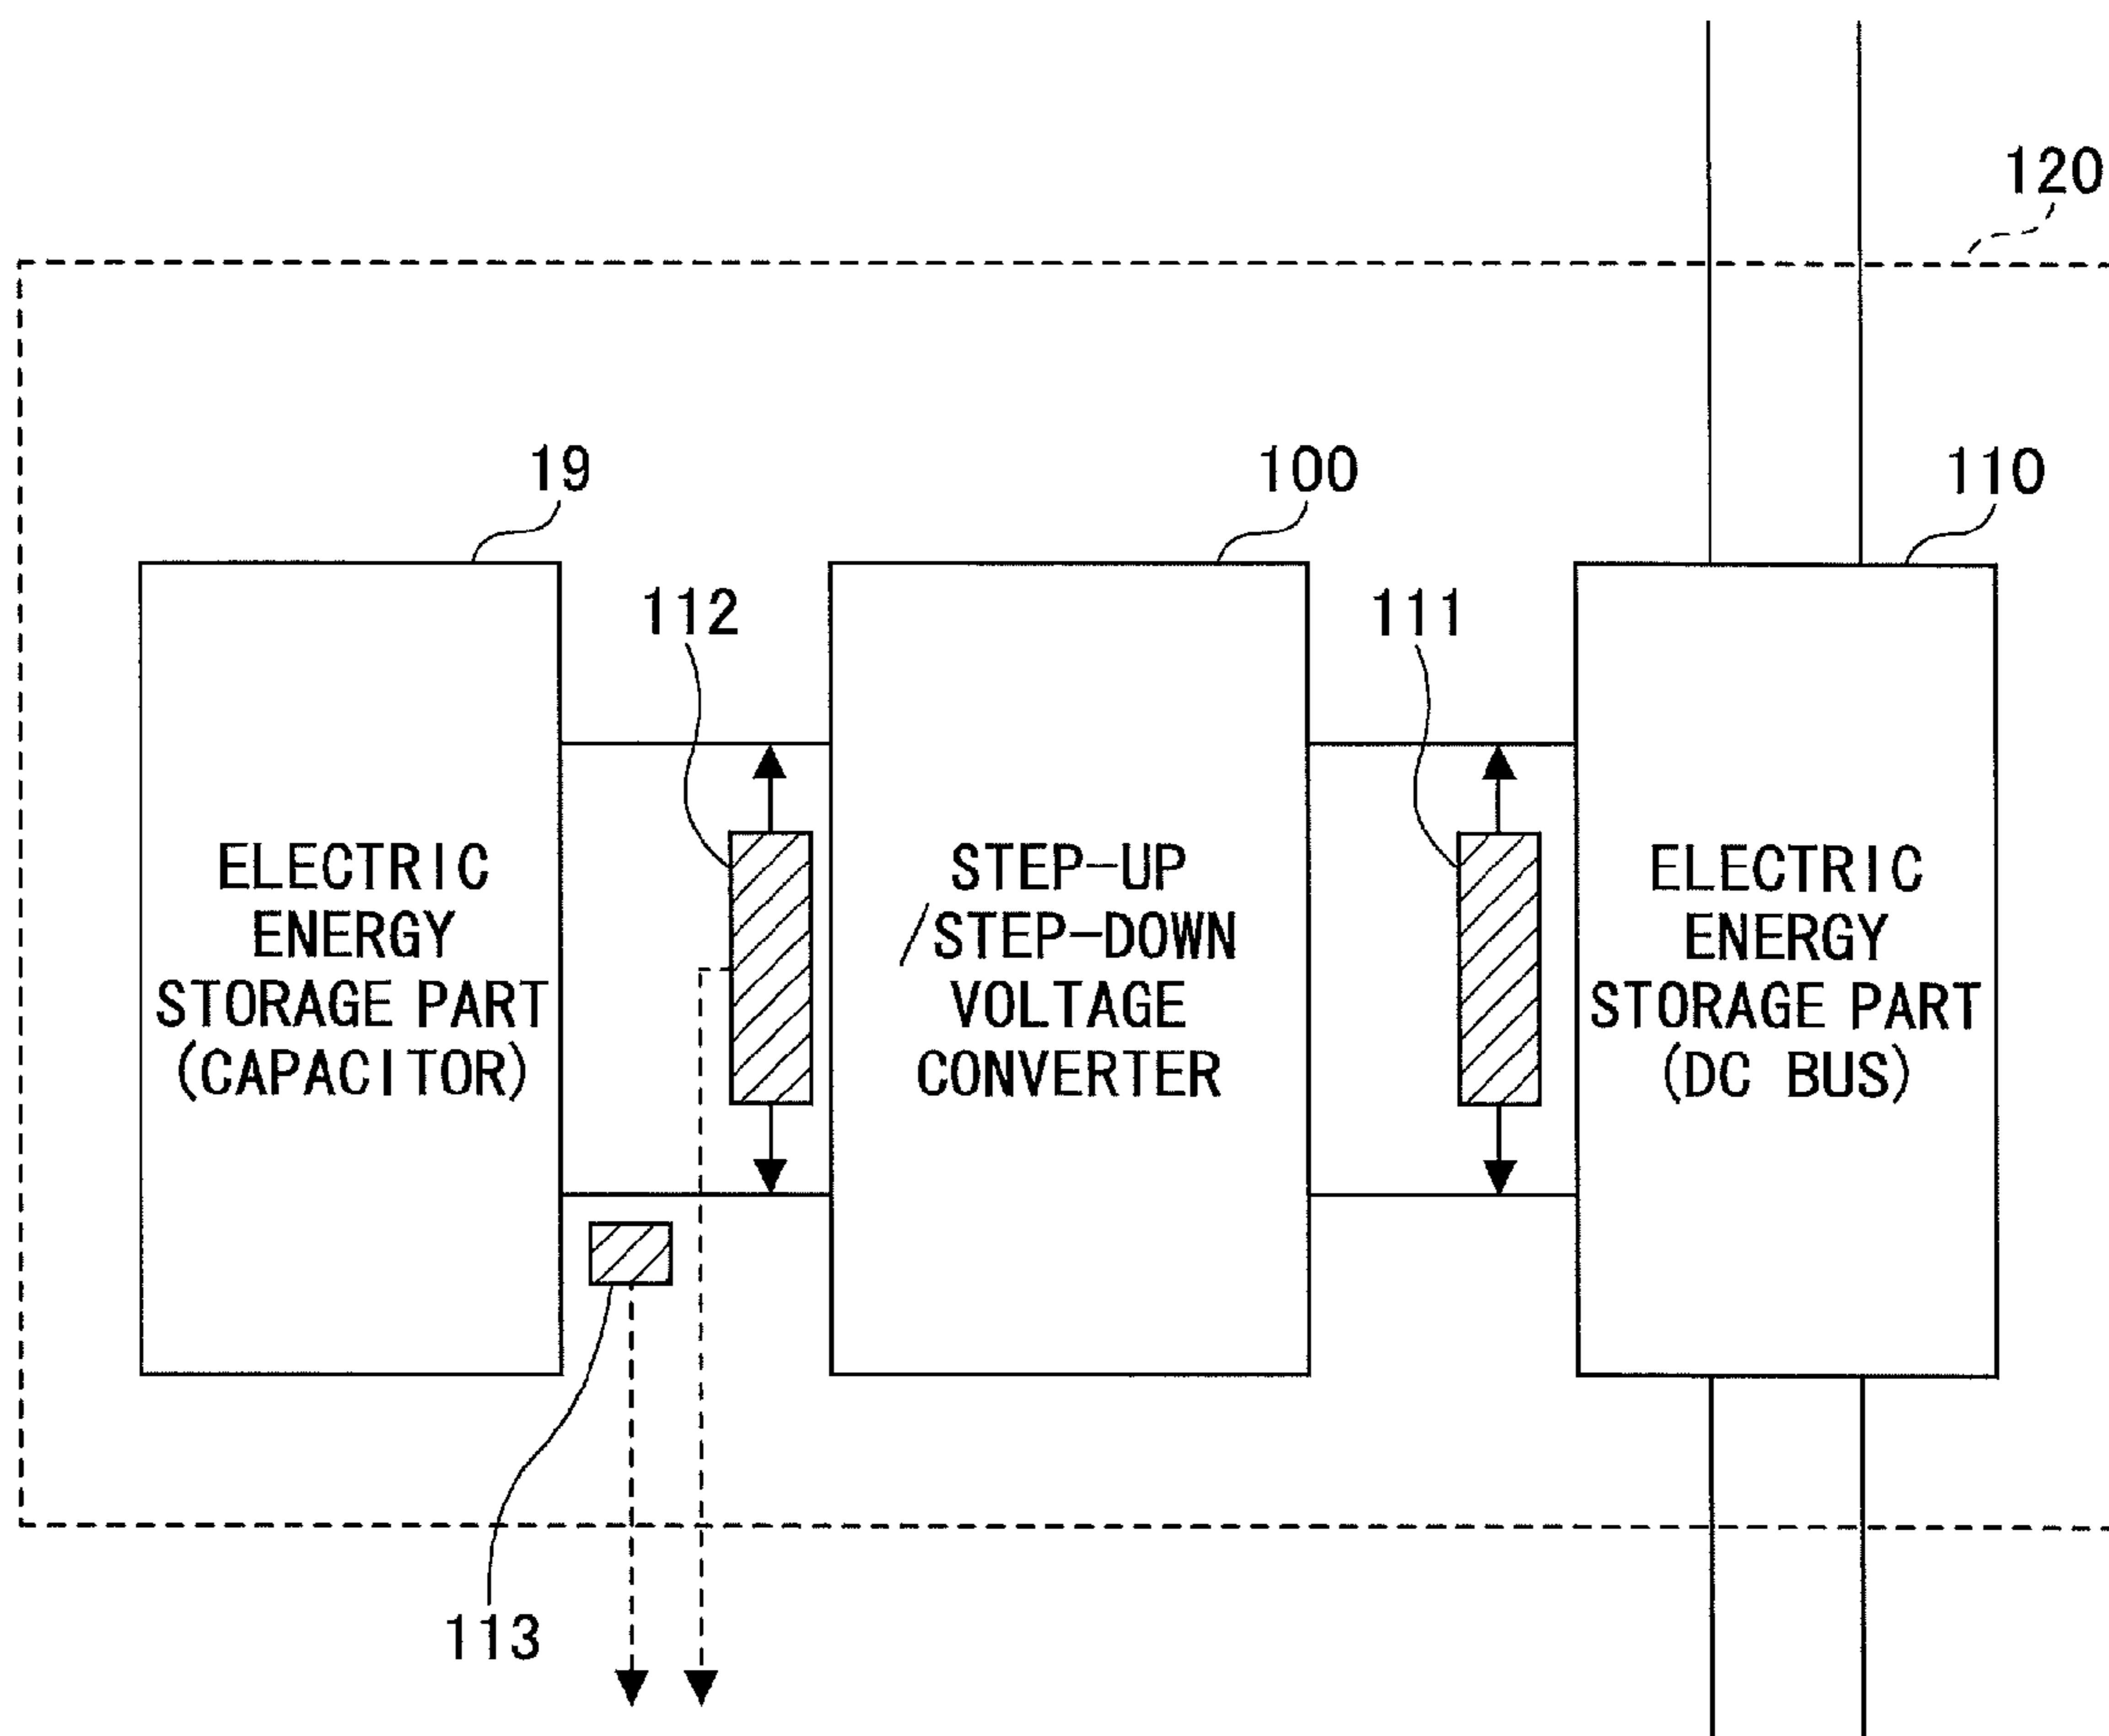 120
19
100
110
112
111
ELECTRIC
ENERGY
STORAGE PART
(CAPACITOR)
STEP-UP
/STEP-DOWN
VOLTAGE
CONVERTER
ELECTRIC
ENERGY
STORAGE PART
(DC BUS)
113